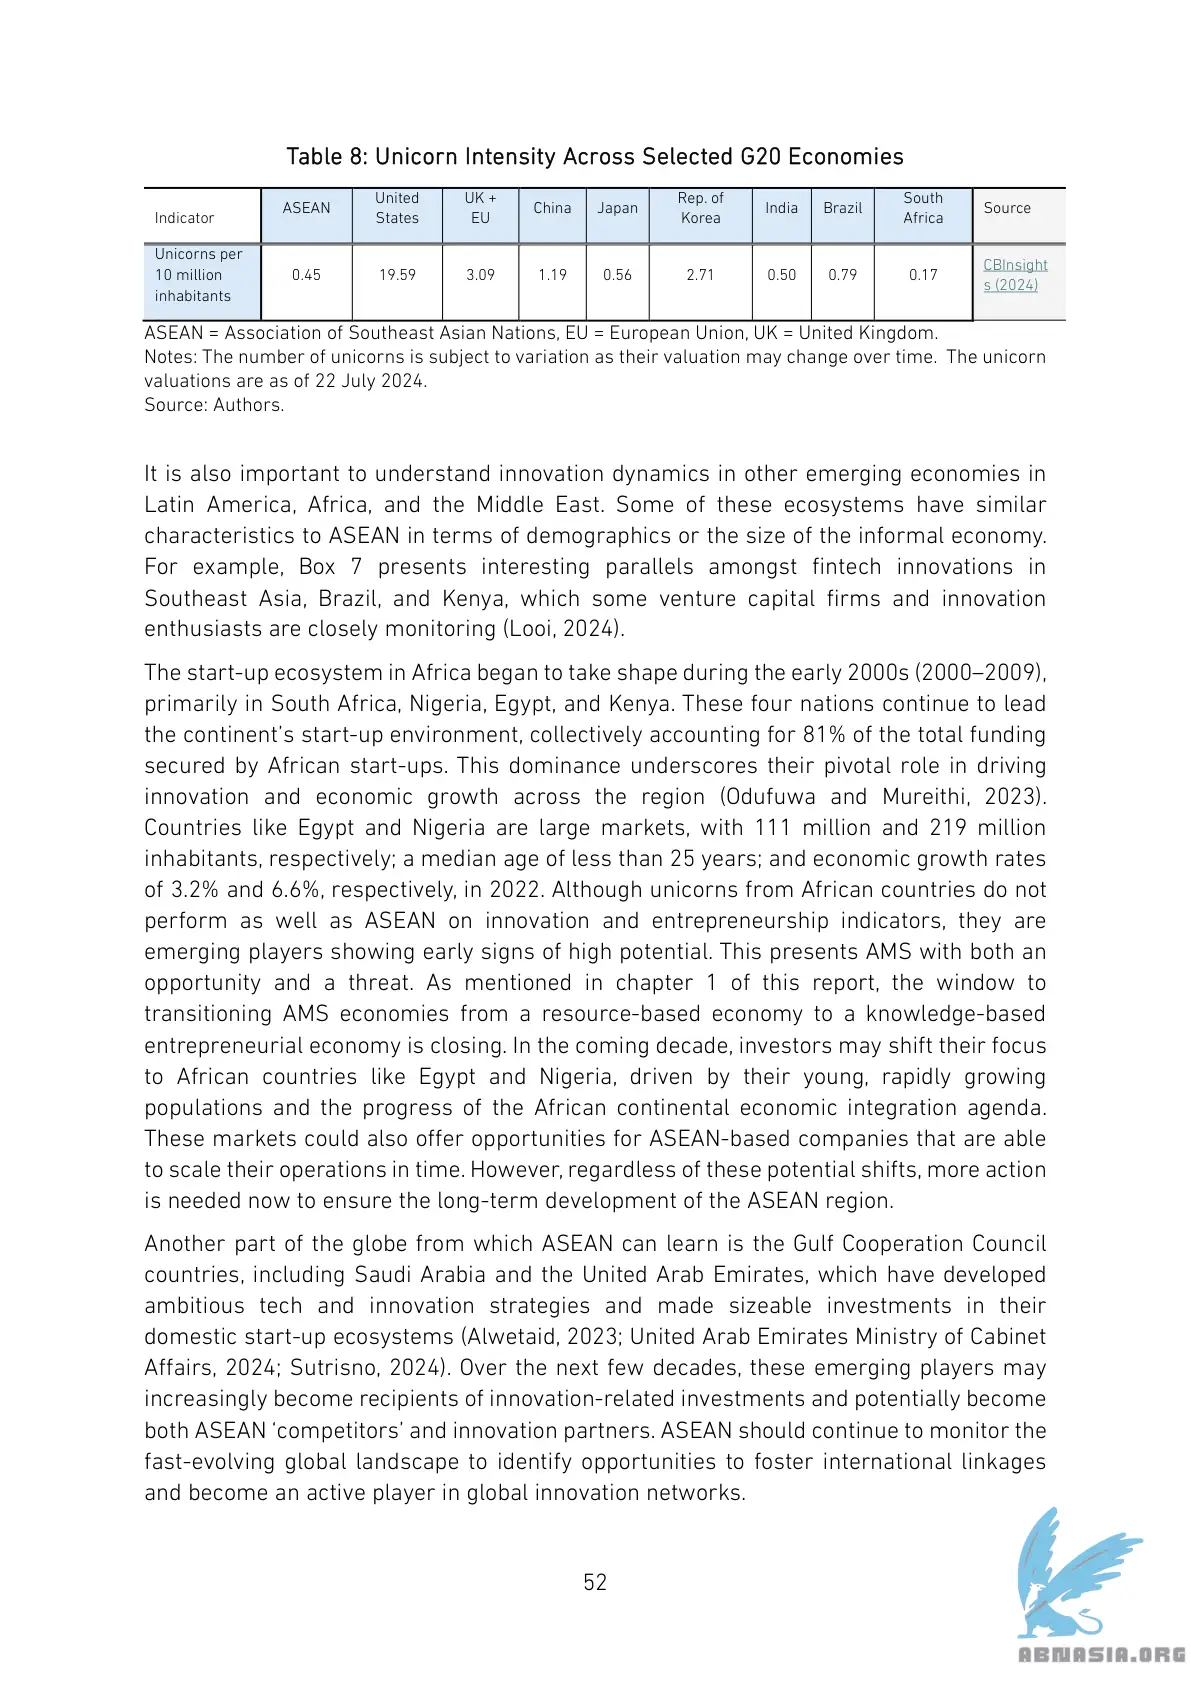 Table 8: Unicorn Intensity Across Selected G20 Economies
Indicator ASEAN United States UK + EU China Japan Rep. of Korea India Brazil South Africa Source
Unicorns per 10 million inhabitants 0.45 19.59 3.09 1.19 0.56 2.71 0.50 0.79 0.17 CBInsights (2024)
ASEAN = Association of Southeast Asian Nations, EU = European Union, UK = United Kingdom.
Notes: The number of unicorns is subject to variation as their valuation may change over time. The unicorn
valuations are as of 22 July 2024.
Source: Authors.
It is also important to understand innovation dynamics in other emerging economies in
Latin America, Africa, and the Middle East. Some of these ecosystems have similar
characteristics to ASEAN in terms of demographics or the size of the informal economy.
For example, Box 7 presents interesting parallels amongst fintech innovations in
Southeast Asia, Brazil, and Kenya, which some venture capital firms and innovation
enthusiasts are closely monitoring (Looi, 2024).
The start-up ecosystem in Africa began to take shape during the early 2000s (2000–2009),
primarily in South Africa, Nigeria, Egypt, and Kenya. These four nations continue to lead
the continent's start-up environment, collectively accounting for 81% of the total funding
secured by African start-ups. This dominance underscores their pivotal role in driving
innovation and economic growth across the region (Odufuwa and Mureithi, 2023).
Countries like Egypt and Nigeria are large markets, with 111 million and 219 million
inhabitants, respectively; a median age of less than 25 years; and economic growth rates
of 3.2% and 6.6%, respectively, in 2022. Although unicorns from African countries do not
perform as well as ASEAN on innovation and entrepreneurship indicators, they are
emerging players showing early signs of high potential. This presents AMS with both an
opportunity and a threat. As mentioned in chapter 1 of this report, the window to
transitioning AMS economies from a resource-based economy to a knowledge-based
entrepreneurial economy is closing. In the coming decade, investors may shift their focus
to African countries like Egypt and Nigeria, driven by their young, rapidly growing
populations and the progress of the African continental economic integration agenda.
These markets could also offer opportunities for ASEAN-based companies that are able
to scale their operations in time. However, regardless of these potential shifts, more action
is needed now to ensure the long-term development of the ASEAN region.
Another part of the globe from which ASEAN can learn is the Gulf Cooperation Council
countries, including Saudi Arabia and the United Arab Emirates, which have developed
ambitious tech and innovation strategies and made sizeable investments in their
domestic start-up ecosystems (Alwetaid, 2023; United Arab Emirates Ministry of Cabinet
Affairs, 2024; Sutrisno, 2024). Over the next few decades, these emerging players may
increasingly become recipients of innovation-related investments and potentially become
both ASEAN ‘competitors’ and innovation partners. ASEAN should continue to monitor the
fast-evolving global landscape to identify opportunities to foster international linkages
and become an active player in global innovation networks.
52
ABNASIA.ORG